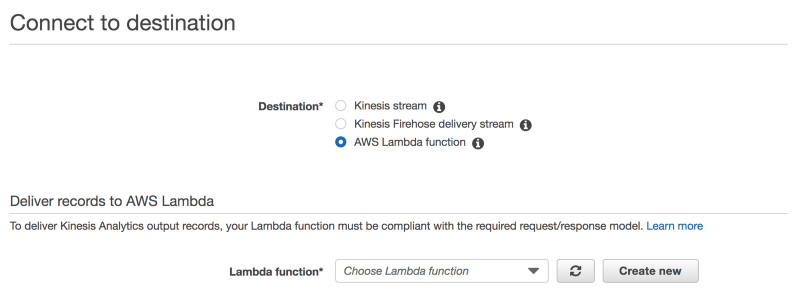 Connect to destination
Destination*
Kinesis stream
Kinesis Firehose delivery stream
AWS Lambda function
Deliver records to AWS Lambda
To deliver Kinesis Analytics output records, your Lambda function must be compliant with the required request/response model. Learn more
Lambda function* Choose Lambda function Create new